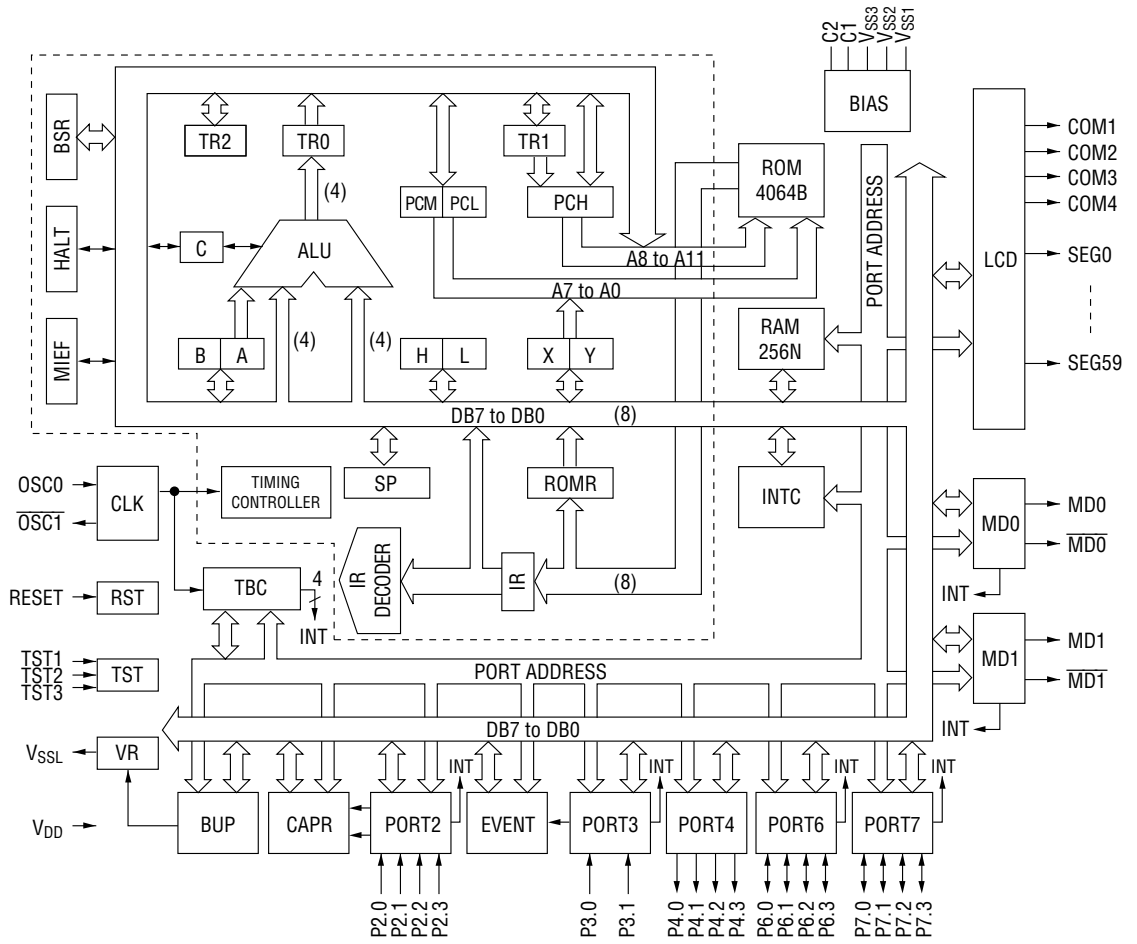 C2
C1
VSS3
VSS2
VSS1
BIAS
BSR
HALT
MIEF
TR2
TR0
TR1
(4)
PCM
PCL
PCH
ROM
4064B
C
ALU
A8 to A11
A7 to A0
PORT ADDRESS
LCD
COM1
COM2
COM3
COM4
SEG0
SEG59
B
A
(4)
(4)
H
L
X
Y
RAM
256N
DB7 to DB0
(8)
OSC0
OSC1
CLK
TIMING
CONTROLLER
SP
ROMR
INTC
MD0
MD0
MD0
INT
RESET
RST
TBC
4
INT
IR
DECODER
IR
(8)
TST1
TST2
TST3
TST
PORT ADDRESS
MD1
MD1
MD1
INT
DB7 to DB0
VSSL
VR
VDD
BUP
CAPR
PORT2
INT
EVENT
PORT3
INT
PORT4
PORT6
INT
PORT7
INT
P2.0
P2.1
P2.2
P2.3
P3.0
P3.1
P4.0
P4.1
P4.2
P4.3
P6.0
P6.1
P6.2
P6.3
P7.0
P7.1
P7.2
P7.3